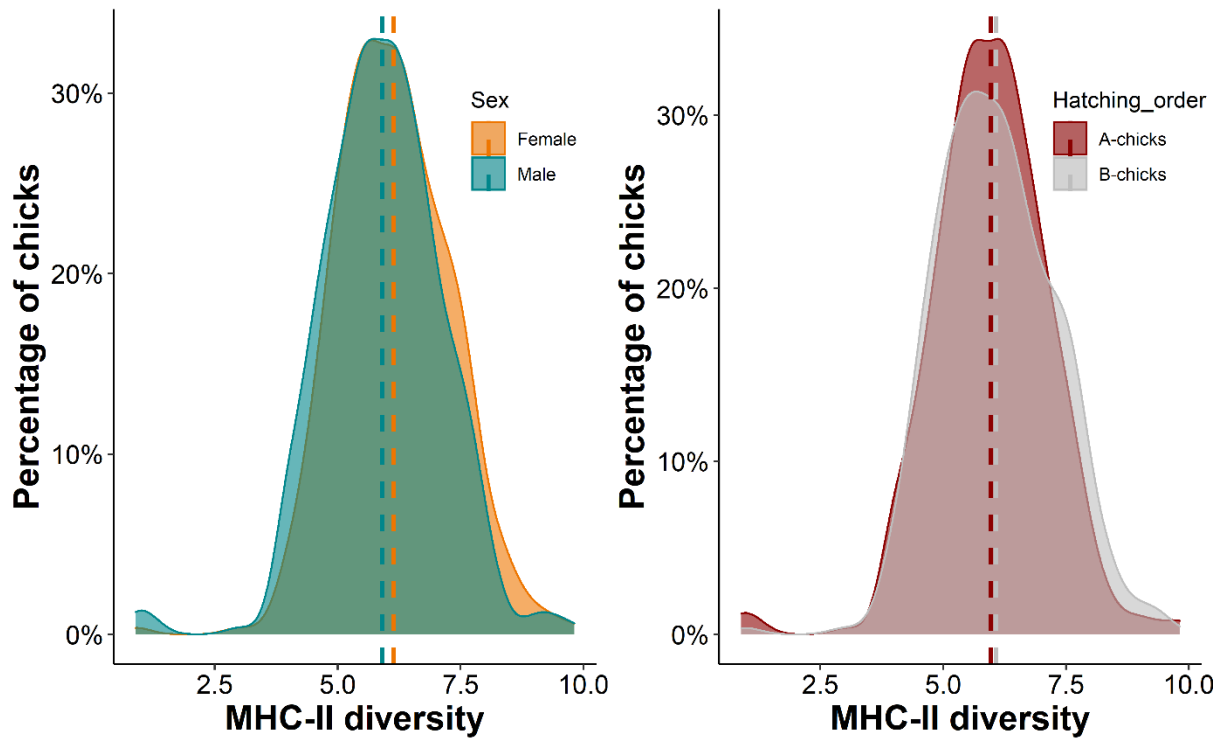 Percentage of chicks
30%
20%
10%
0%
2.5 5.0 7.5 10.0
MHC-II diversity
Sex
Female
Male
Percentage of chicks
30%
20%
10%
0%
2.5 5.0 7.5 10.0
MHC-II diversity
Hatching_order
A-chicks
B-chicks